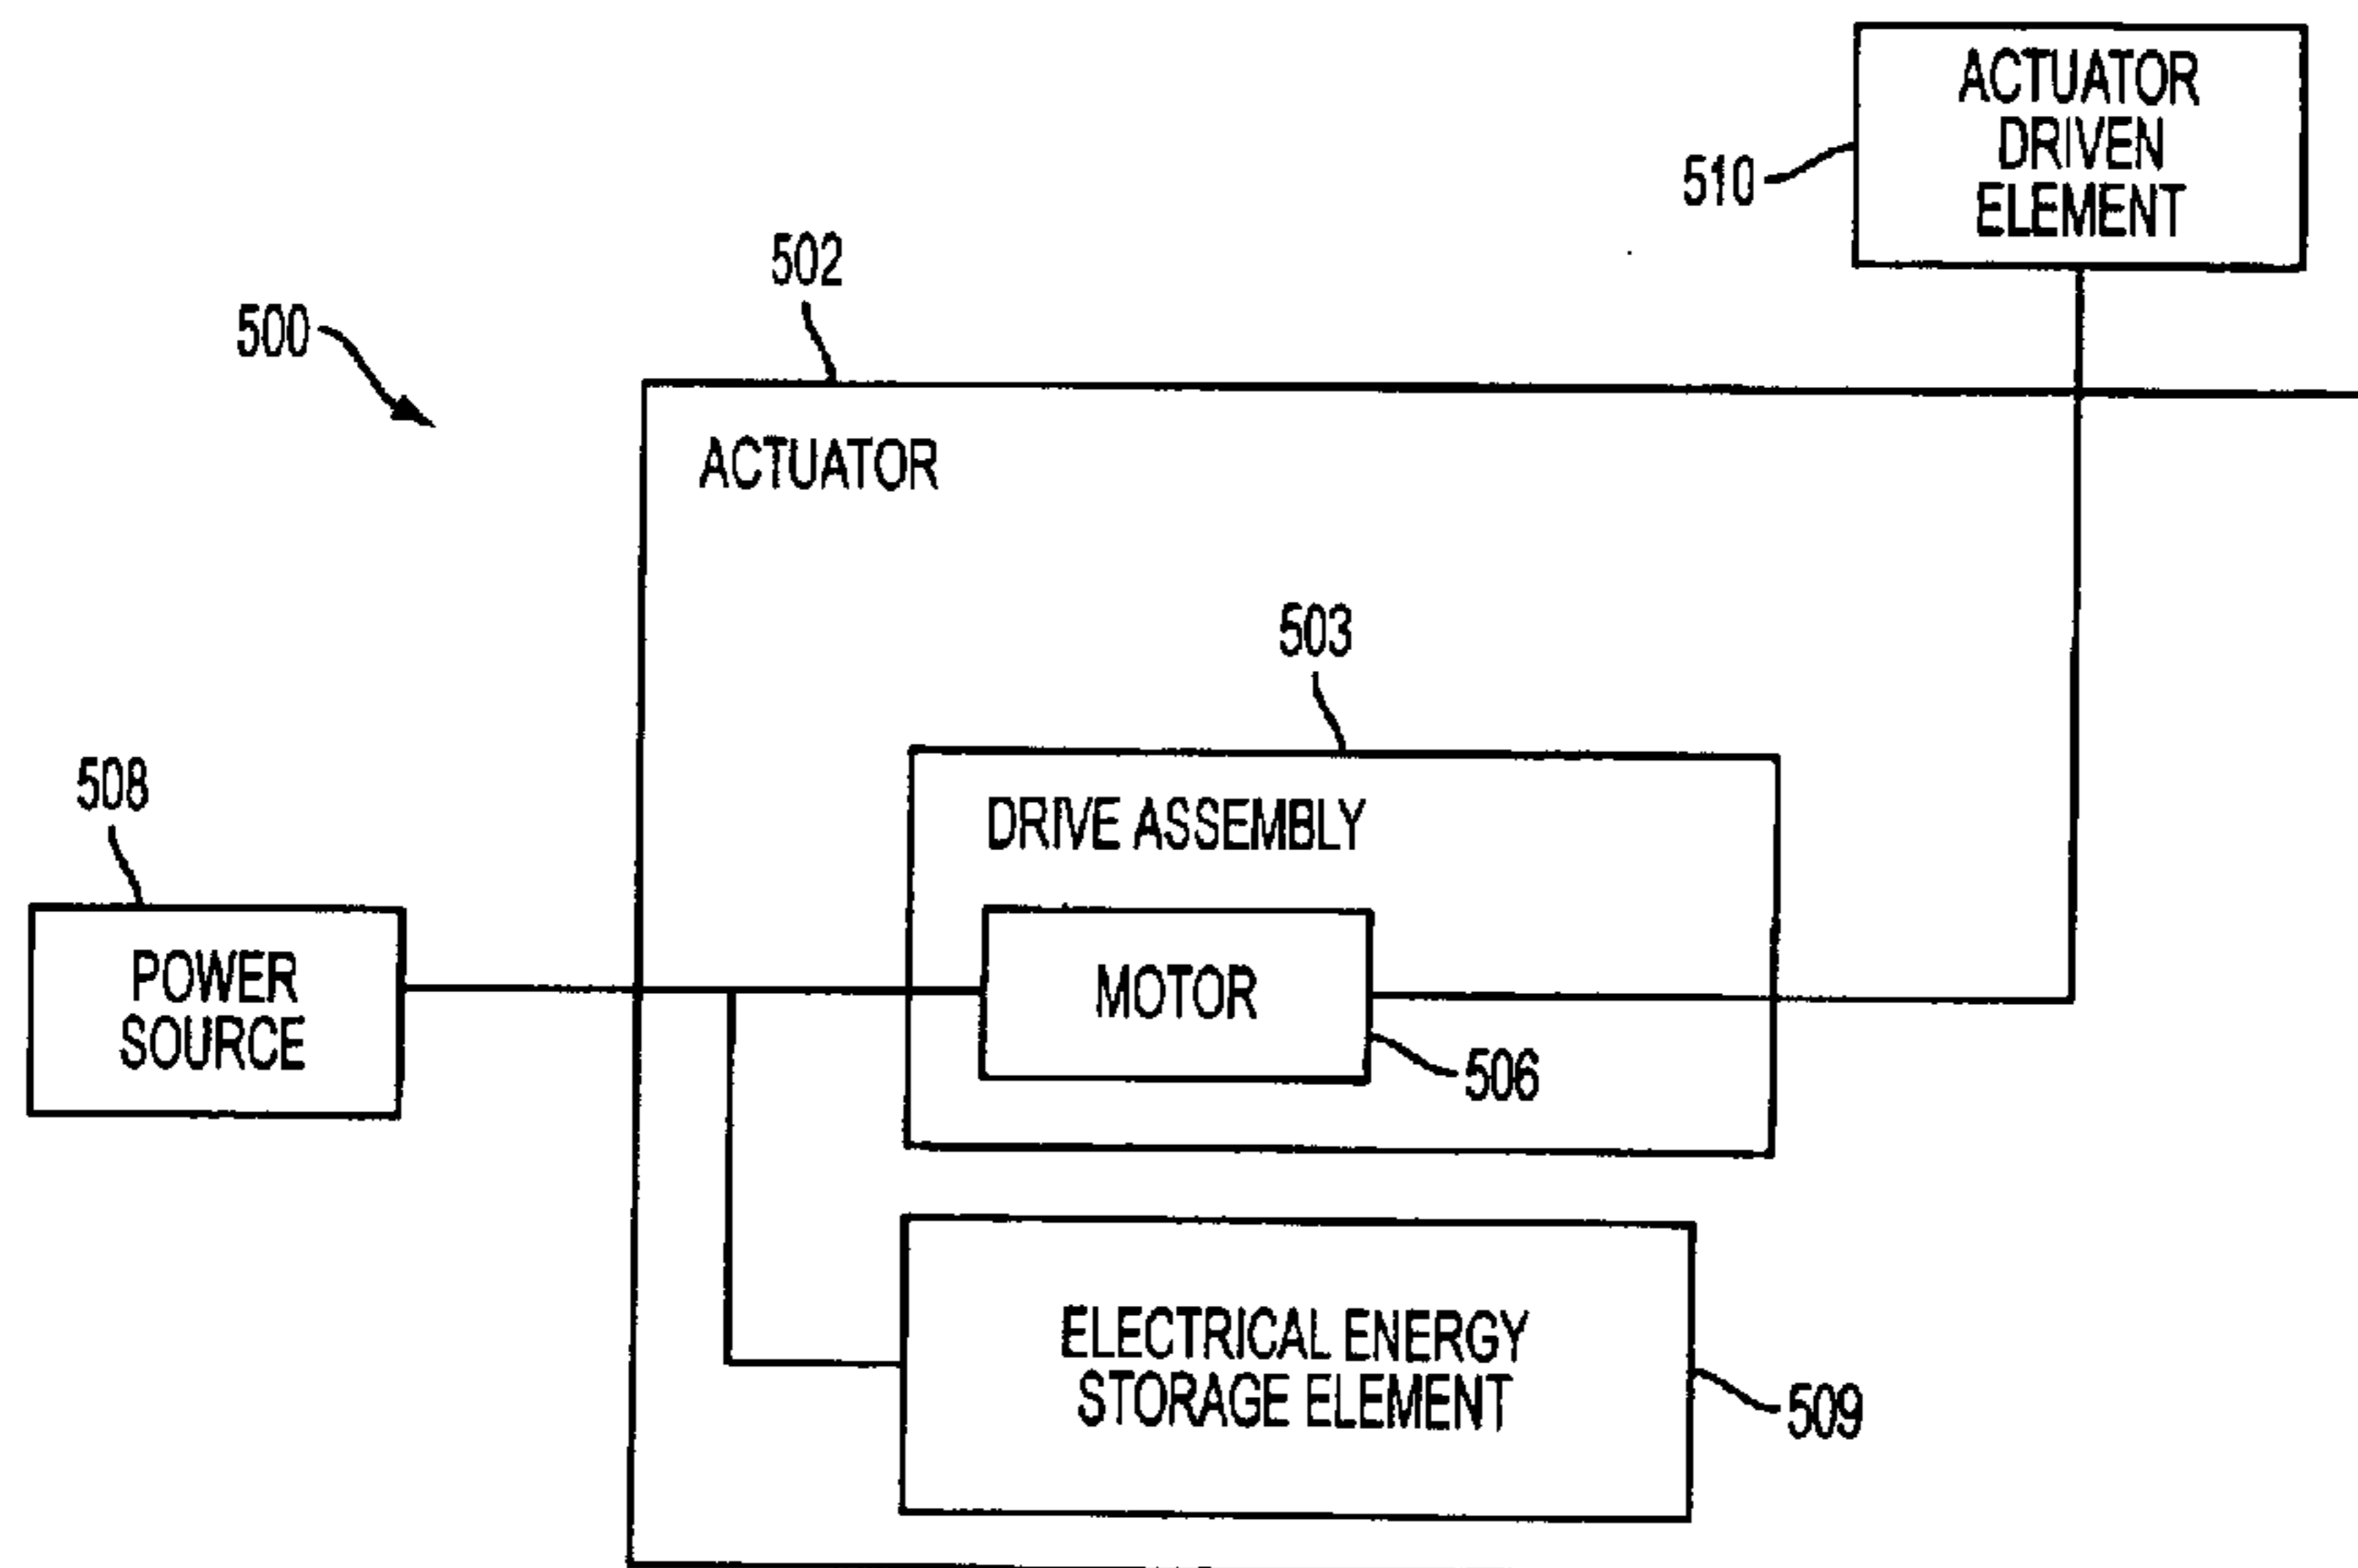 ACTUATOR
DRIVEN
ELEMENT
510
502
500
ACTUATOR
503
508
DRIVE ASSEMBLY
POWER
SOURCE
MOTOR
506
ELECTRICAL ENERGY
STORAGE ELEMENT
509